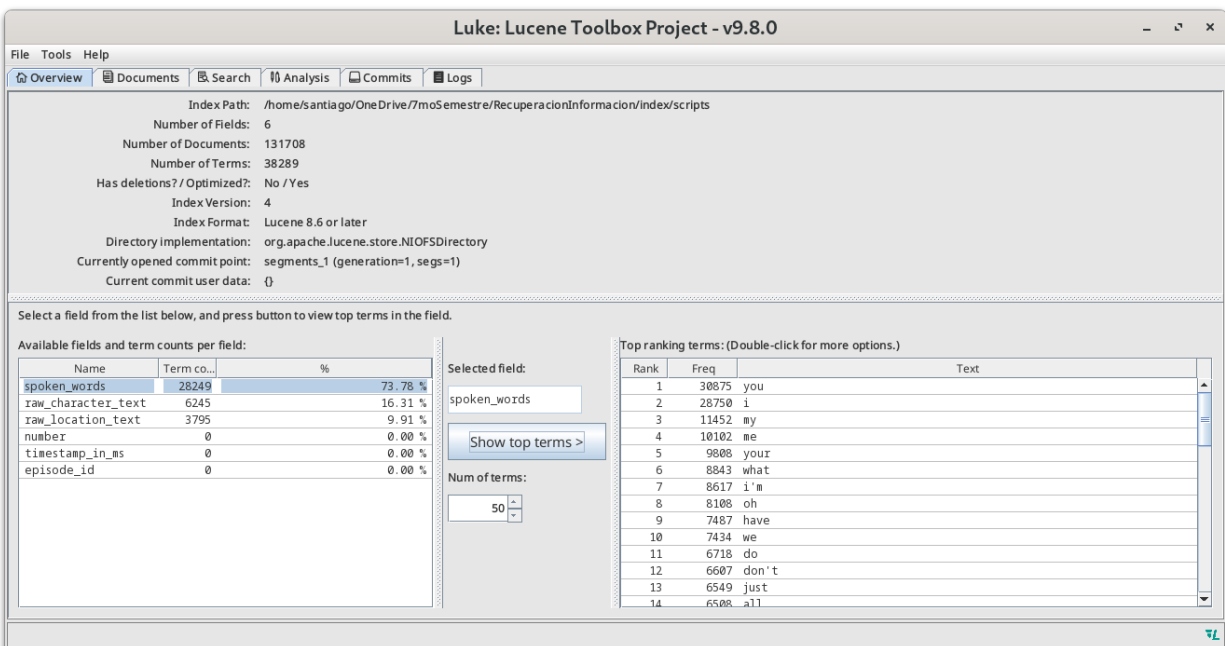 Luke: Lucene Toolbox Project - v9.8.0
File Tools Help
Overview Documents Search Analysis Commits Logs
Index Path: /home/santiago/OneDrive/7moSemestre/RecuperacionInformacion/index/scripts
Number of Fields: 6
Number of Documents: 131708
Number of Terms: 38289
Has deletions? / Optimized?: No / Yes
Index Version: 4
Index Format: Lucene 8.6 or later
Directory implementation: org.apache.lucene.store.NIOFSDirectory
Currently opened commit point: segments_1 (generation=1, segs=1)
Current commit user data: {}
Select a field from the list below, and press button to view top terms in the field.
Available fields and term counts per field:
Name Term co... %
spoken_words 28249 73.78 %
raw_character_text 6245 16.31 %
raw_location_text 3795 9.91 %
number 0 0.00 %
timestamp_in_ms 0 0.00 %
episode_id 0 0.00 %
Selected field:
spoken_words
Show top terms >
Num of terms:
50
Top ranking terms: (Double-click for more options.)
Rank Freq Text
1 30875 you
2 28750 i
3 11452 my
4 10102 me
5 9808 your
6 8843 what
7 8617 i'm
8 8108 oh
9 7487 have
10 7434 we
11 6718 do
12 6607 don't
13 6549 just
14 6508 all